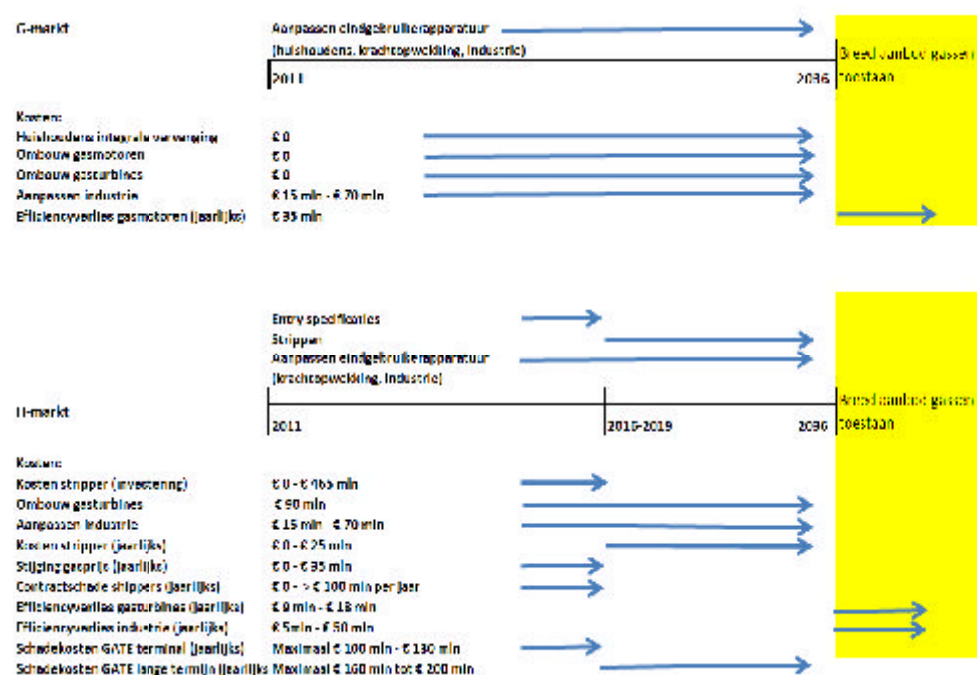 G-markt
Aanpassen eindgebruikerapparatuur
(huishoudens, krachtopwekking, industrie)
Breed aanbod gassen
toestaan
2011
2036
Kosten:
Huishoudens integrale vervanging € 0
Ombouw gasmotoren € 0
Ombouw gasturbines € 0
Aanpassen industrie € 15 mln - € 70 mln
Efficiencyverlies gasmotoren (jaarlijks) € 35 mln
Entry specificaties
Strippen
Aanpassen eindgebruikerapparatuur
(krachtopwekking, industrie)
H-markt
Breed aanbod gassen
toestaan
2011
2016-2019
2036
Kosten:
Kosten stripper (investering) € 0 - € 465 mln
Ombouw gasturbines € 90 mln
Aanpassen industrie € 15 mln - € 70 mln
Kosten stripper (jaarlijks) € 0 - € 25 mln
Stijging gasprijs (jaarlijks) € 0 - € 35 mln
Contractschade shippers (jaarlijks) € 0 - > € 100 mln per jaar
Efficiencyverlies gasturbines (jaarlijks) € 9 mln - € 18 mln
Efficiencyverlies industrie (jaarlijks) € 5mln - € 50 mln
Schadekosten GATE terminal (jaarlijks) Maximaal € 100 mln - € 130 mln
Schadekosten GATE lange termijn (jaarlijks Maximaal € 160 mln tot € 200 mln